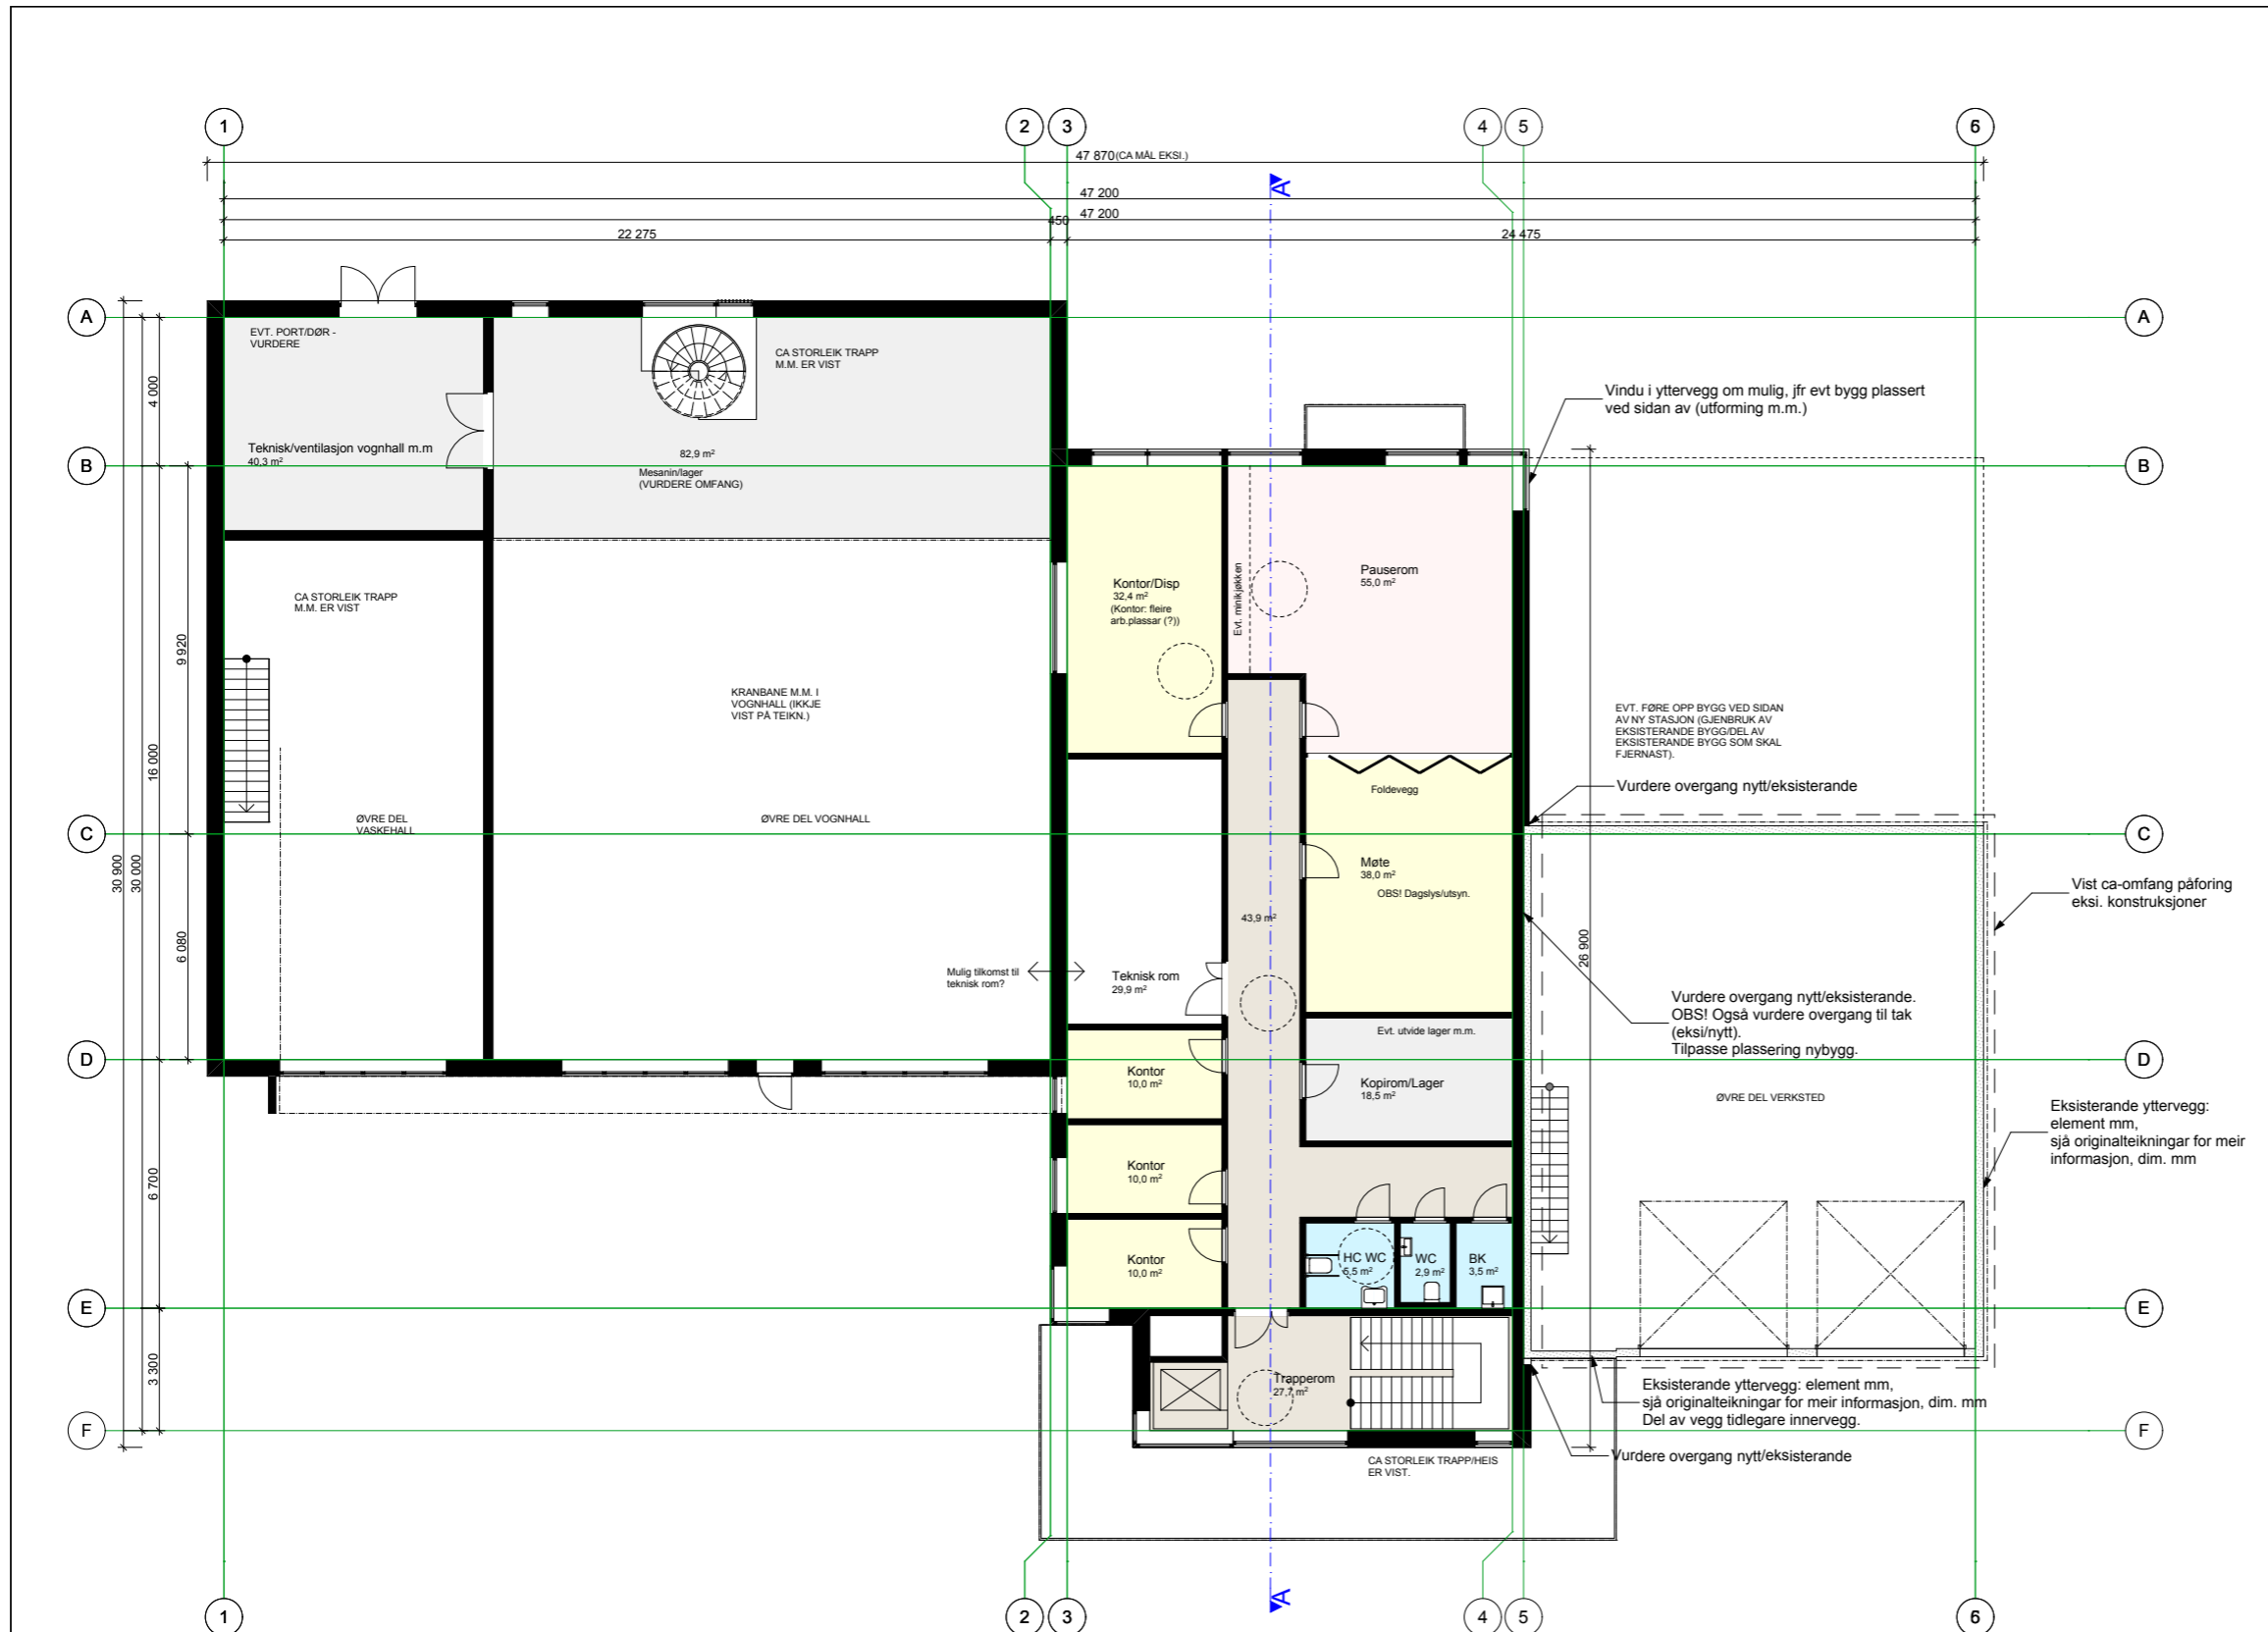 1
2
3
4
5
6
47 870(CA MÅL EKSI.)
A
47 200
450
47 200
22 275
24 475
A
A
EVT. PORT/DØR -
VURDERE
CA STORLEIK TRAPP
M.M. ER VIST
4 000
Vindu i yttervegg om mulig, jfr evt bygg plassert
ved sidan av (utforming m.m.)
Teknisk/ventilasjon vognhall m.m
40,3 m²
82,9 m²
Mesanin/lager
(VURDERE OMFANG)
B
B
CA STORLEIK TRAPP
M.M. ER VIST
Kontor/Disp
32,4 m²
(Kontor: fleire
arb.plassar (?))
Evt. minikjøkken
Pauserom
55,0 m²
9 920
KRANBANE M.M. I
VOGNHALL (IKKJE
VIST PÅ TEIKN.)
EVT. FØRE OPP BYGG VED SIDAN
AV NY STASJON (GJENBRUK AV
EKSISTERANDE BYGG/DEL AV
EKSISTERANDE BYGG SOM SKAL
FJERNAST).
16 000
Foldevegg
Vurdere overgang nytt/eksisterande
ØVRE DEL
VASKEHALL
ØVRE DEL VOGNHALL
C
C
30 900
30 000
Møte
38,0 m²
OBS! Dagslys/utsyn.
Vist ca-omfang påforing
eksi. konstruksjoner
43,9 m²
6 080
26 900
Mulig tilkomst til
teknisk rom?
Teknisk rom
29,9 m²
Vurdere overgang nytt/eksisterande.
OBS! Også vurdere overgang til tak
(eksi/nytt).
Tilpasse plassering nybygg.
Evt. utvide lager m.m.
D
D
Kontor
10,0 m²
Kopirom/Lager
18,5 m²
ØVRE DEL VERKSTED
Eksisterande yttervegg:
element mm,
sjå originalteikningar for meir
informasjon, dim. mm
6 700
Kontor
10,0 m²
Kontor
10,0 m²
HC WC
5,5 m²
WC
2,9 m²
BK
3,5 m²
E
E
3 300
Trapperom
27,7 m²
Eksisterande yttervegg: element mm,
sjå originalteikningar for meir informasjon, dim. mm
Del av vegg tidlegare innervegg.
F
F
CA STORLEIK TRAPP/HEIS
ER VIST.
Vurdere overgang nytt/eksisterande
A
1
2
3
4
5
6